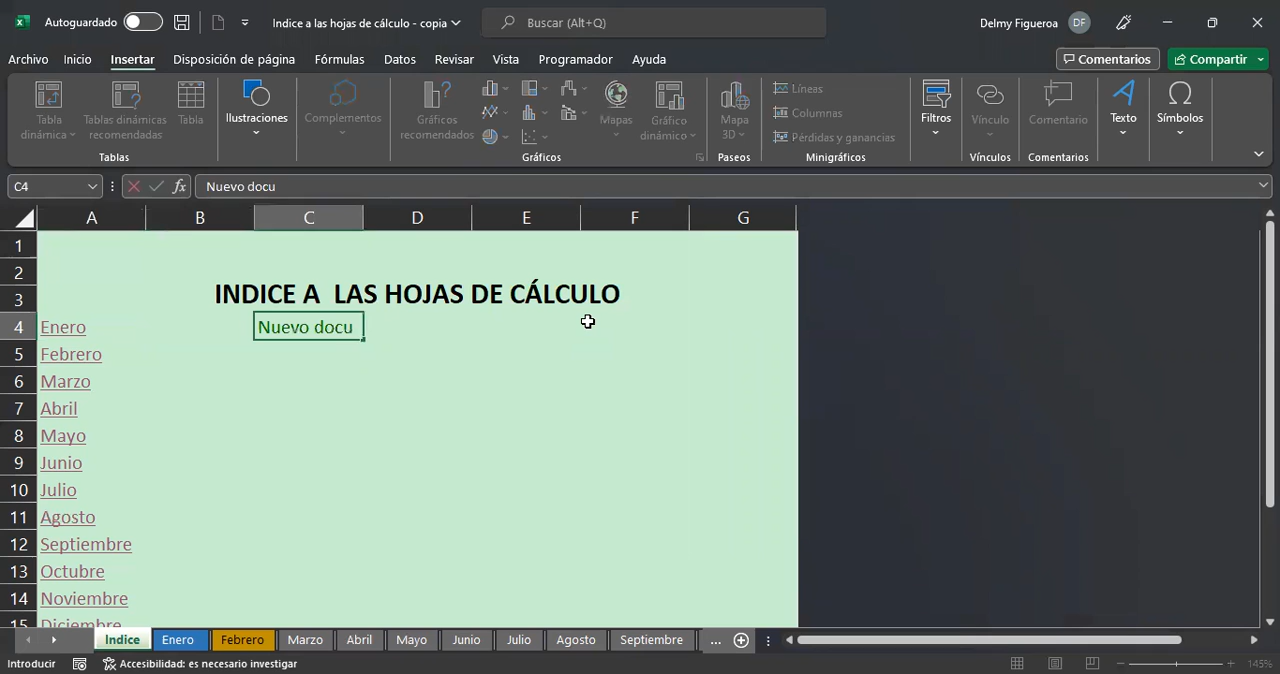 Autoguardado
Indice a las hojas de cálculo - copia
Buscar (Alt+Q)
Delmy Figueroa
DF
Archivo Inicio Insertar Disposición de página Fórmulas Datos Revisar Vista Programador Ayuda
Comentarios
Compartir
Tabla dinámica
Tablas dinámicas recomendadas
Tabla
Tablas
Ilustraciones
Complementos
Gráficos recomendados
Mapas
Gráfico dinámico
Gráficos
Mapa 3D
Paseos
Líneas
Columnas
Pérdidas y ganancias
Minigráficos
Filtros
Vínculo
Vínculos
Comentario
Comentarios
Texto
Símbolos
C4
fx
Nuevo docu
A B C D E F G
1
2
INDICE A  LAS HOJAS DE CÁLCULO
3
4 Enero Nuevo docu
5 Febrero
6 Marzo
7 Abril
8 Mayo
9 Junio
10 Julio
11 Agosto
12 Septiembre
13 Octubre
14 Noviembre
15 Diciembre
Indice Enero Febrero Marzo Abril Mayo Junio Julio Agosto Septiembre ...
Introducir
Accesibilidad: es necesario investigar
145%